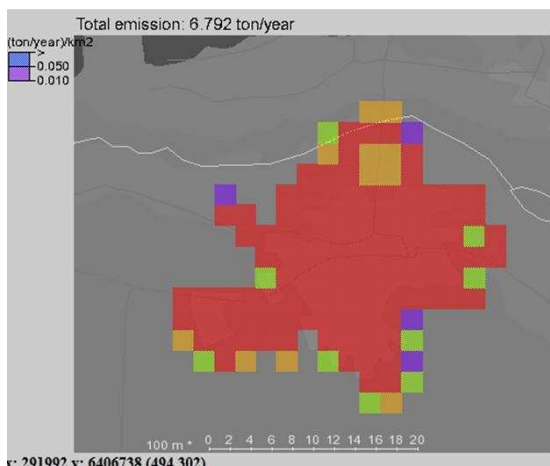 Total emission: 6.792 ton/year
(ton/year)/km2
>
0.050
0.010
100 m * 0 2 4 6 8 10 12 14 16 18 20
x: 291992 y: 6406738 (494,302)